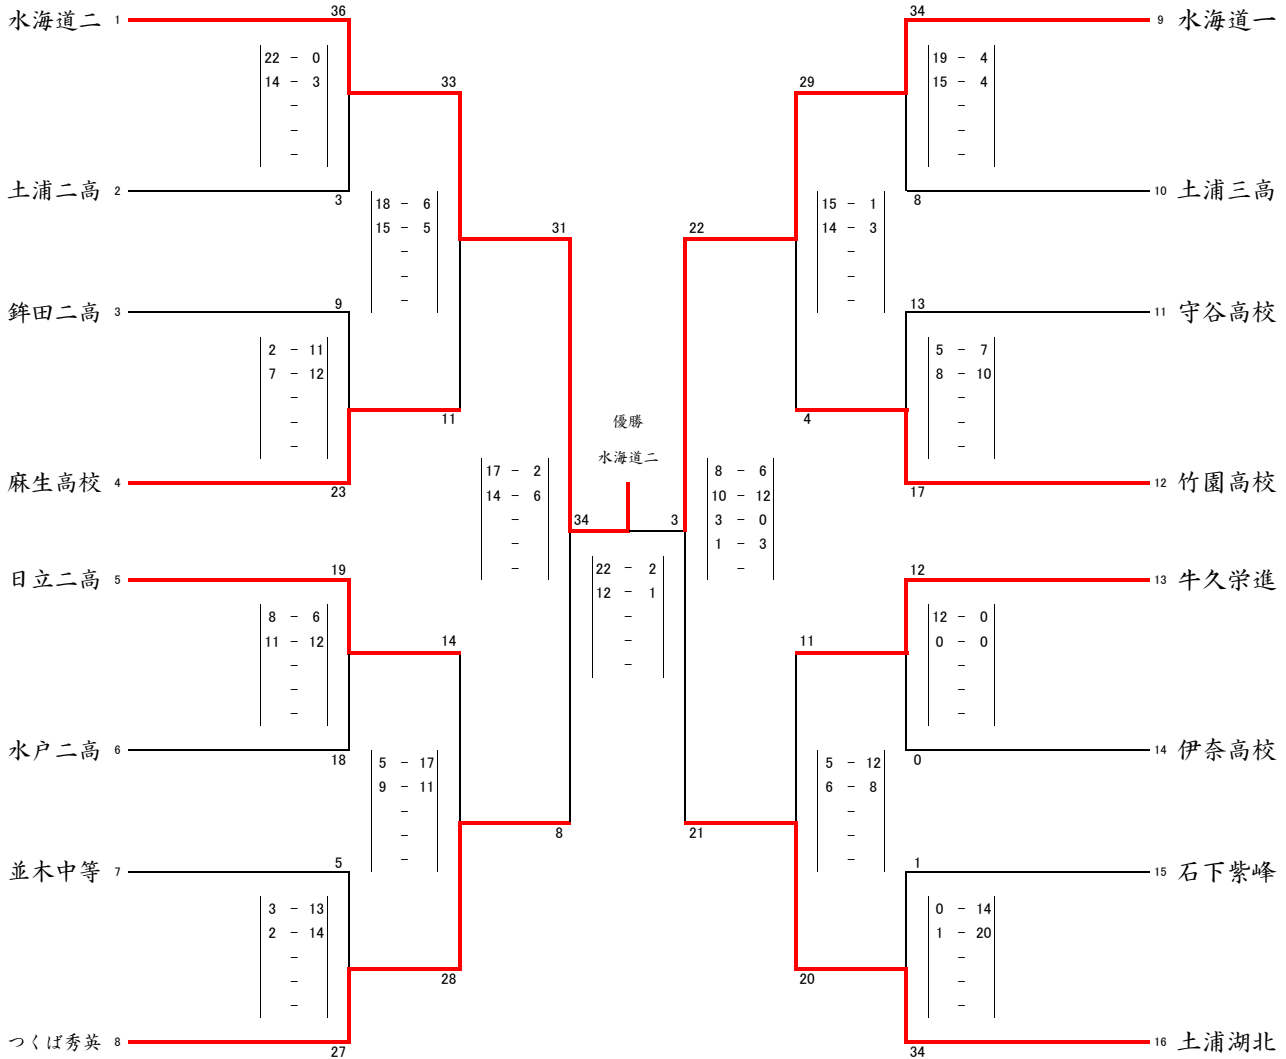 水海道二 1
36
22 - 0
14 - 3
-
-
-
土浦二高 2
3
33
18 - 6
15 - 5
-
-
-
鉾田二高 3
9
2 - 11
7 - 12
-
-
-
麻生高校 4
23
11
31
17 - 2
14 - 6
-
-
-
日立二高 5
19
8 - 6
11 - 12
-
-
-
水戸二高 6
18
14
5 - 17
9 - 11
-
-
-
並木中等 7
5
3 - 13
2 - 14
-
-
-
つくば秀英 8
27
28
8
優勝
水海道二
34
3
22 - 2
12 - 1
-
-
-
34
9 水海道一
19 - 4
15 - 4
-
-
-
10 土浦三高
8
29
15 - 1
14 - 3
-
-
-
13
11 守谷高校
5 - 7
8 - 10
-
-
-
12 竹園高校
17
4
22
8 - 6
10 - 12
3 - 0
1 - 3
-
12
13 牛久栄進
12 - 0
0 - 0
-
-
-
14 伊奈高校
0
11
5 - 12
6 - 8
-
-
-
1
15 石下紫峰
0 - 14
1 - 20
-
-
-
16 土浦湖北
34
20
21